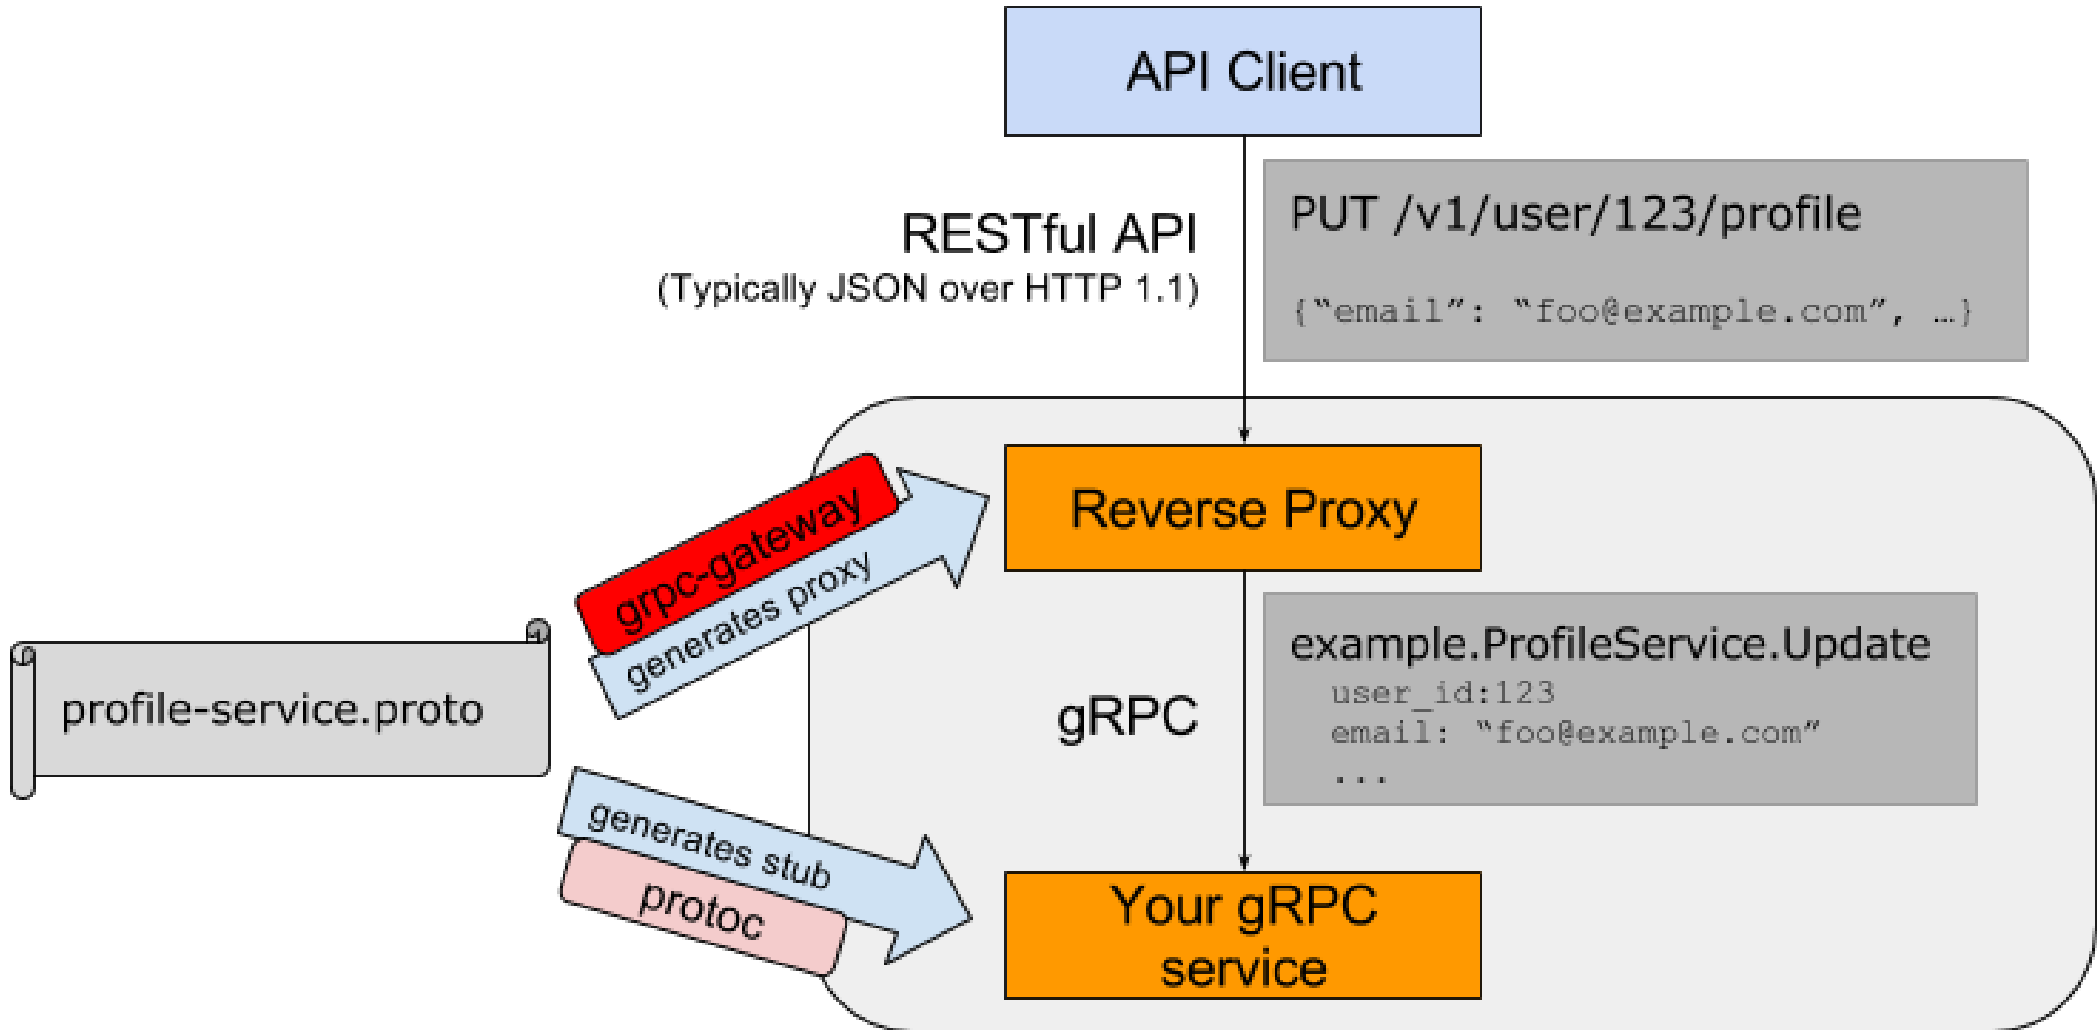 API Client
RESTful API
(Typically JSON over HTTP 1.1)
PUT /v1/user/123/profile
{“email”: “foo@example.com”, …}
Reverse Proxy
grpc-gateway
generates proxy
profile-service.proto
gRPC
example.ProfileService.Update
user_id:123
email: “foo@example.com”
...
generates stub
protoc
Your gRPC
service